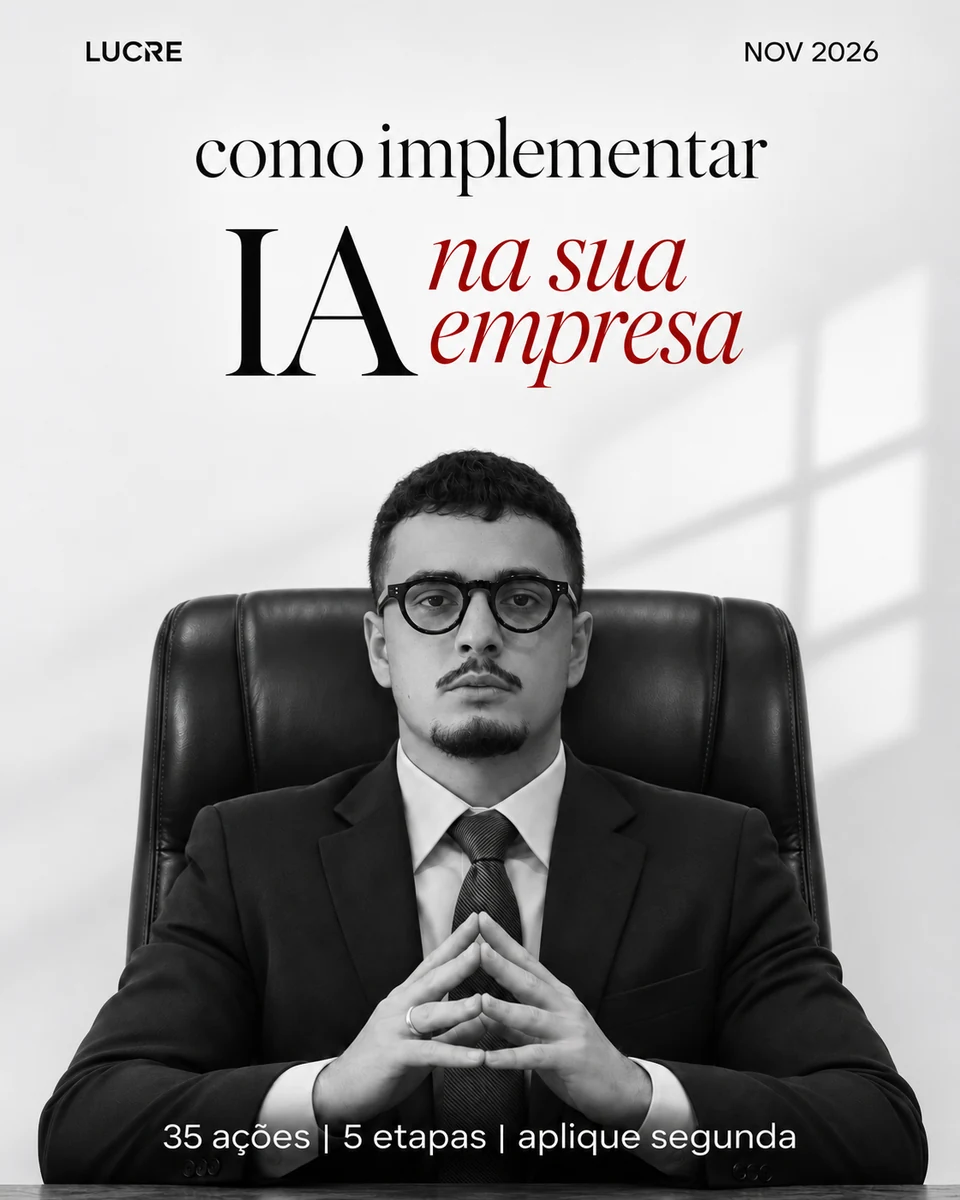 LUCRE
NOV 2026
como implementar
IA na sua
empresa
35 ações | 5 etapas | aplique segunda